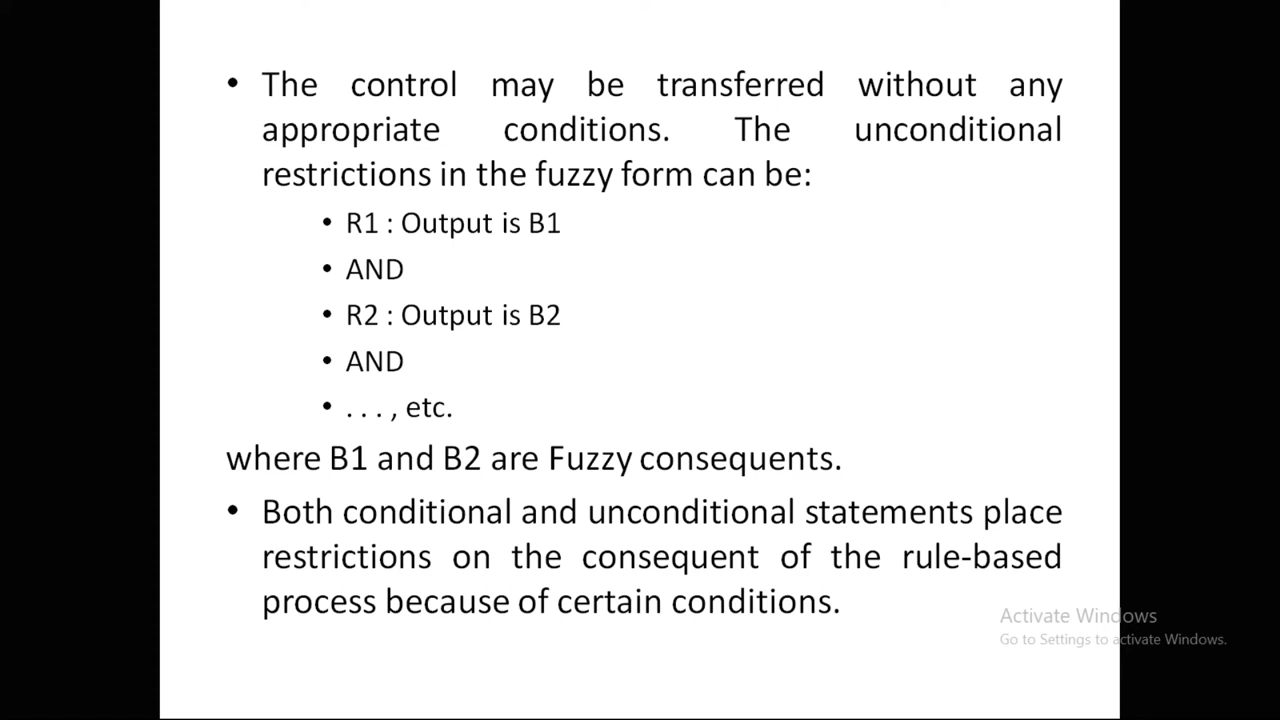 • The control may be transferred without any
appropriate conditions. The unconditional
restrictions in the fuzzy form can be:
• R1 : Output is B1
• AND
• R2 : Output is B2
• AND
• . . . , etc.
where B1 and B2 are Fuzzy consequents.
• Both conditional and unconditional statements place
restrictions on the consequent of the rule-based
process because of certain conditions.
Activate Windows
Go to Settings to activate Windows.